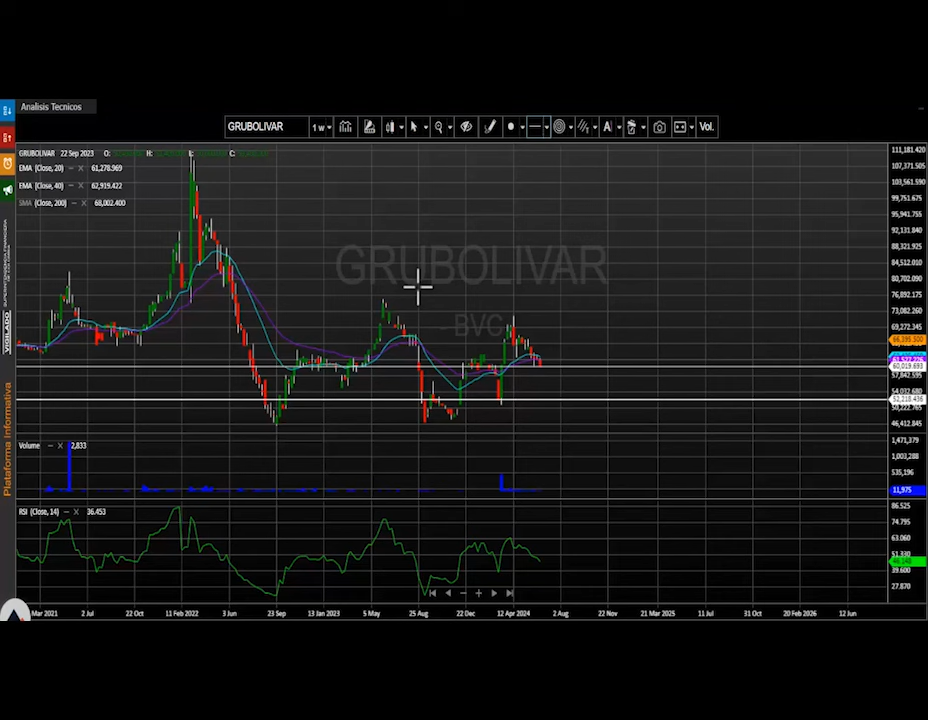 Analisis Tecnicos
GRUBOLIVAR 1 w Vol.
GRUBOLIVAR 22 Sep 2023 O: H: L: C:
EMA (Close, 20) 61,278.969
EMA (Close, 40) 62,919.422
SMA (Close, 200) 68,002.400
GRUBOLIVAR
- BVC
111,181.420
107,371.505
103,561.590
99,751.675
95,941.755
92,131.840
88,321.925
84,512.010
80,702.090
76,892.175
73,082.260
69,272.345
66,395.500
60,019.693
57,842.595
54,032.680
52,218.436
50,222.765
46,412.845
Volume 2,833
1,471,379
1,003,288
535,196
11,975
RSI (Close, 14) 36.453
86.525
74.795
63.060
51.330
39.600
27.870
Mar 2021 2 Jul 22 Oct 11 Feb 2022 3 Jun 23 Sep 13 Jan 2023 5 May 25 Aug 22 Dec 12 Apr 2024 2 Aug 22 Nov 21 Mar 2025 11 Jul 31 Oct 20 Feb 2026 12 Jun
VIGILADO
Plataforma Informativa